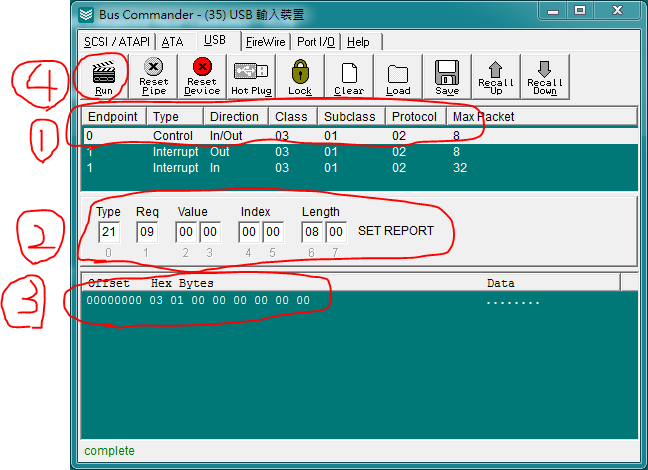 Bus Commander - (35) USB 輸入裝置
SCSI / ATAPI ATA USB FireWire Port I/O Help
Run Reset Pipe Reset Device Hot Plug Lock Clear Load Save Recall Up Recall Down
4
Endpoint Type Direction Class Subclass Protocol Max Packet
1
0 Control In/Out 03 01 02 8
1 Interrupt Out 03 01 02 8
1 Interrupt In 03 01 02 32
Type Req Value Index Length
2
21 09 00 00 00 00 08 00 SET REPORT
0 1 2 3 4 5 6 7
Offset Hex Bytes Data
3
00000000 03 01 00 00 00 00 00 00 ........
complete